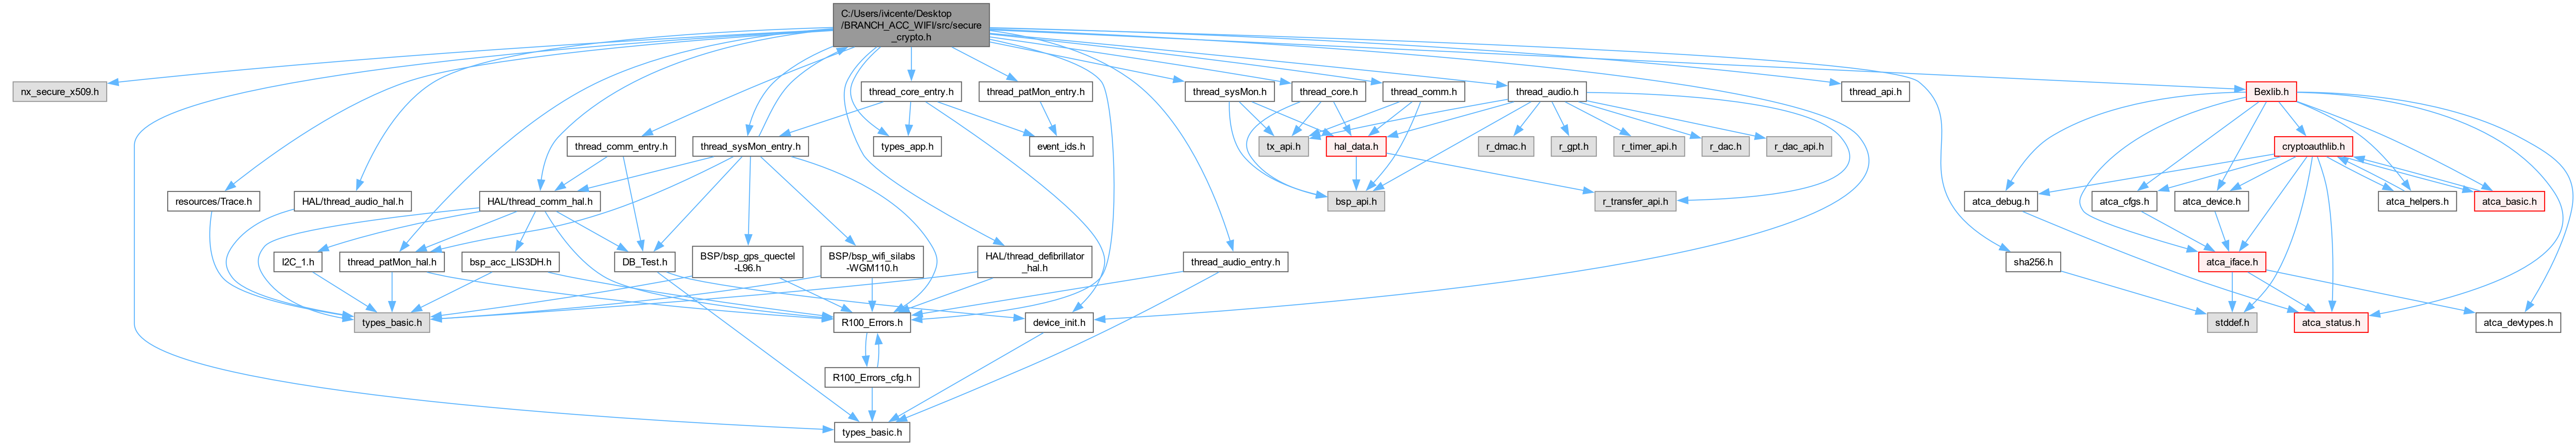 C:/Users/ivicente/Desktop
/BRANCH_ACC_WIFI/src/secure
_crypto.h
nx_secure_x509.h
thread_core_entry.h
thread_patMon_entry.h
thread_sysMon.h
thread_core.h
thread_comm.h
thread_audio.h
thread_api.h
Bexlib.h
thread_comm_entry.h
thread_sysMon_entry.h
types_app.h
event_ids.h
tx_api.h
hal_data.h
r_dmac.h
r_gpt.h
r_timer_api.h
r_dac.h
r_dac_api.h
cryptoauthlib.h
resources/Trace.h
HAL/thread_audio_hal.h
HAL/thread_comm_hal.h
bsp_api.h
r_transfer_api.h
atca_debug.h
atca_cfgs.h
atca_device.h
atca_helpers.h
atca_basic.h
I2C_1.h
thread_patMon_hal.h
bsp_acc_LIS3DH.h
DB_Test.h
BSP/bsp_gps_quectel
-L96.h
BSP/bsp_wifi_silabs
-WGM110.h
HAL/thread_defibrillator
_hal.h
thread_audio_entry.h
sha256.h
atca_iface.h
types_basic.h
R100_Errors.h
device_init.h
stddef.h
atca_status.h
atca_devtypes.h
R100_Errors_cfg.h
types_basic.h